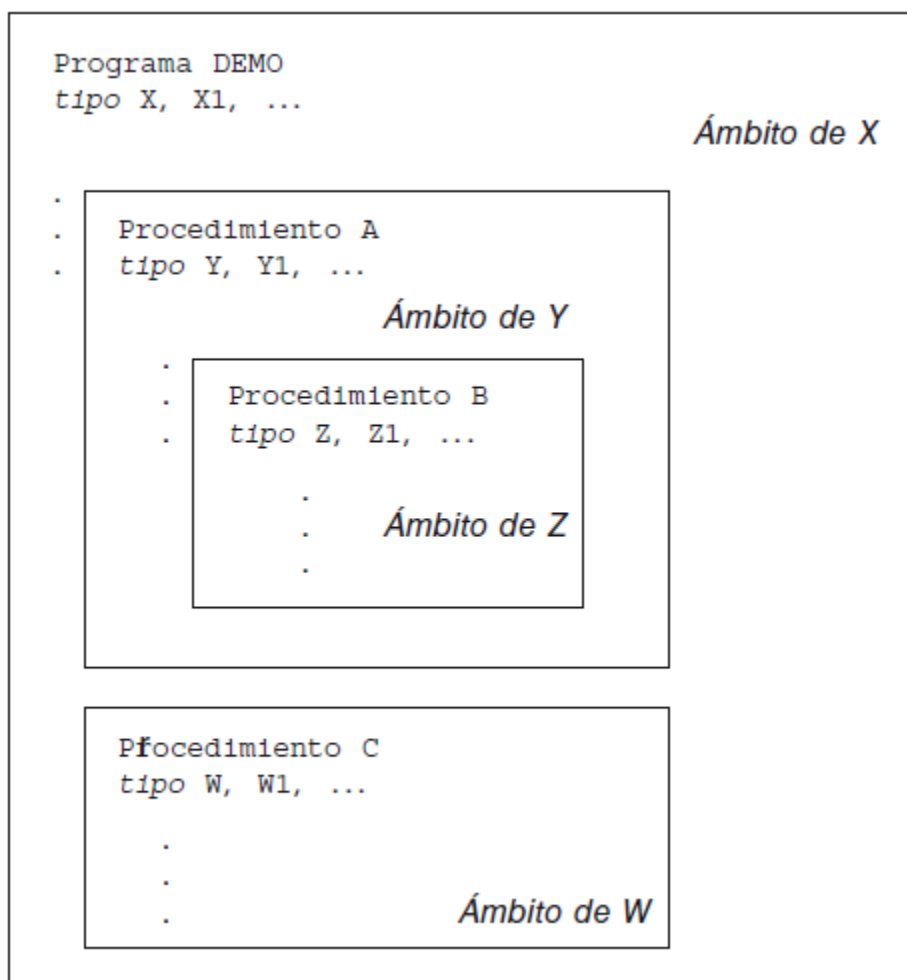 Programa DEMO
tipo X, X1, ...
Ámbito de X
.
.
.
Procedimiento A
tipo Y, Y1, ...
Ámbito de Y
.
.
.
Procedimiento B
tipo Z, Z1, ...
.
. Ámbito de Z
.
Procedimiento C
tipo W, W1, ...
.
.
. Ámbito de W